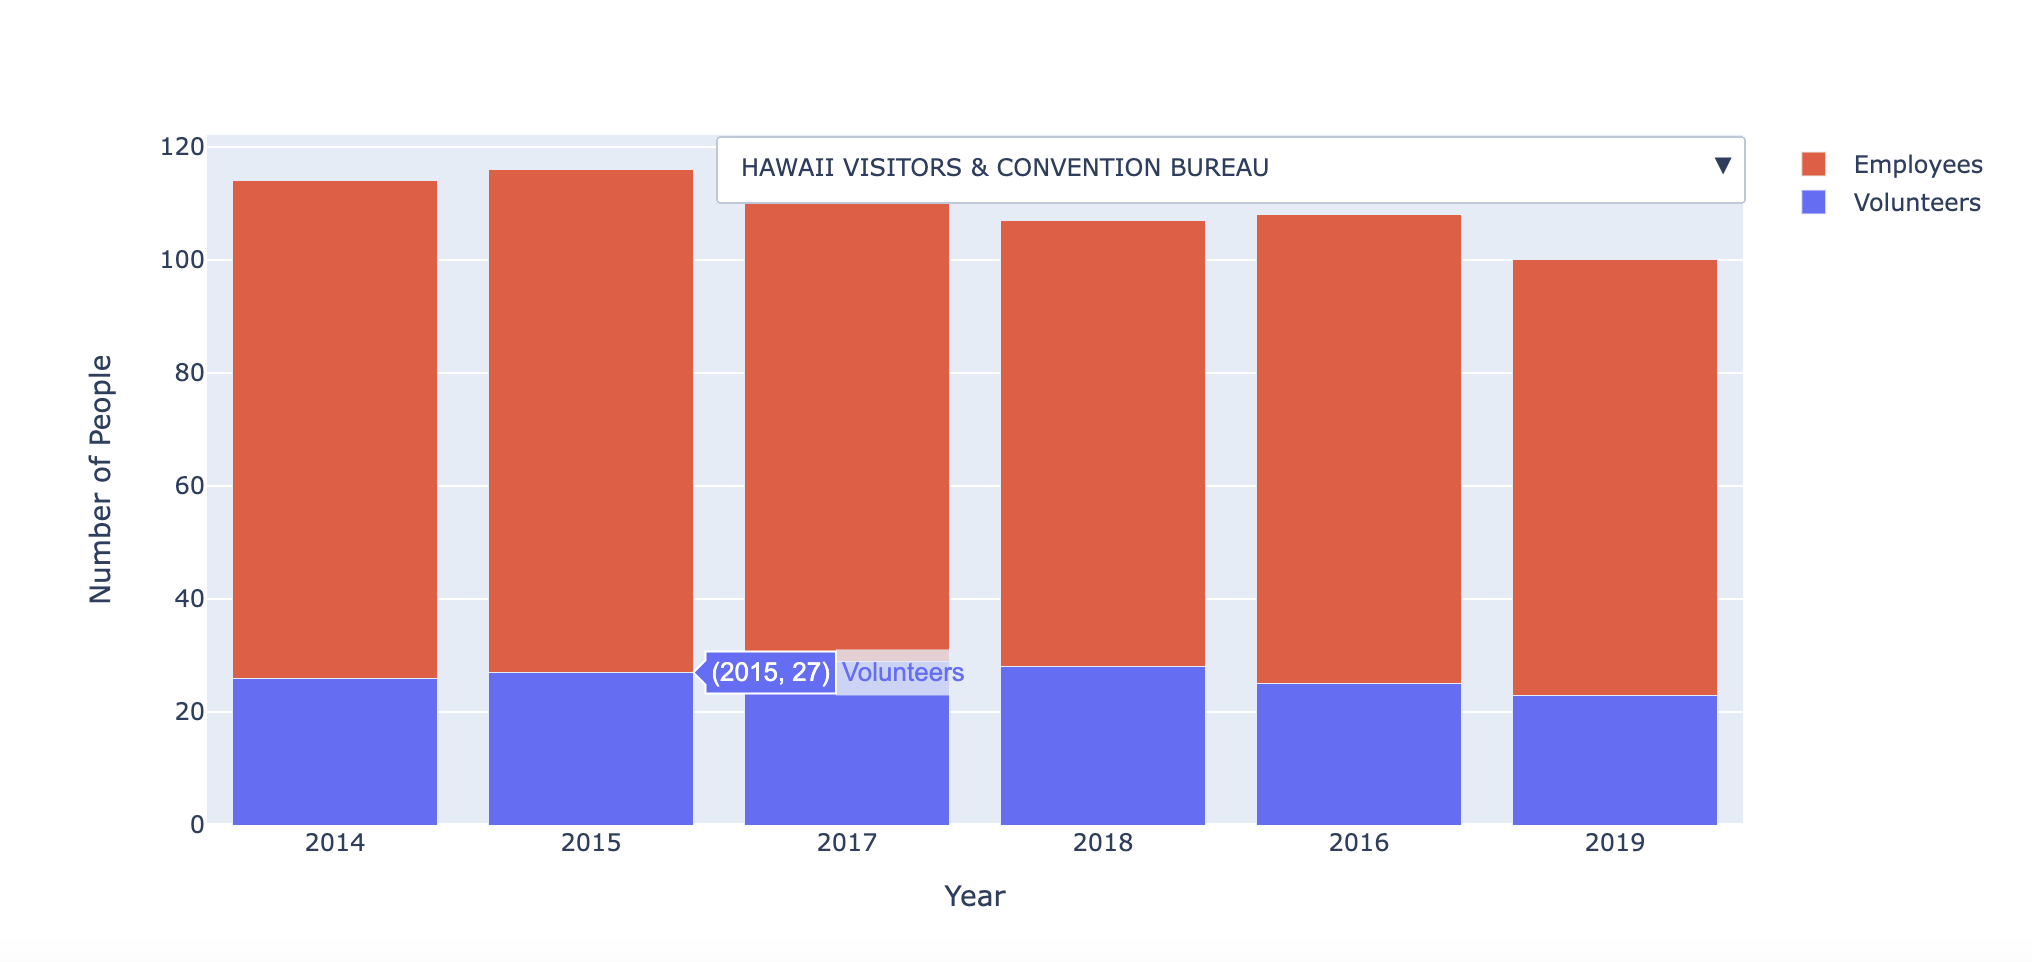 HAWAII VISITORS & CONVENTION BUREAU ▼
Employees
Volunteers
120
100
80
60
40
20
0
Number of People
(2015, 27) Volunteers
2014 2015 2017 2018 2016 2019
Year